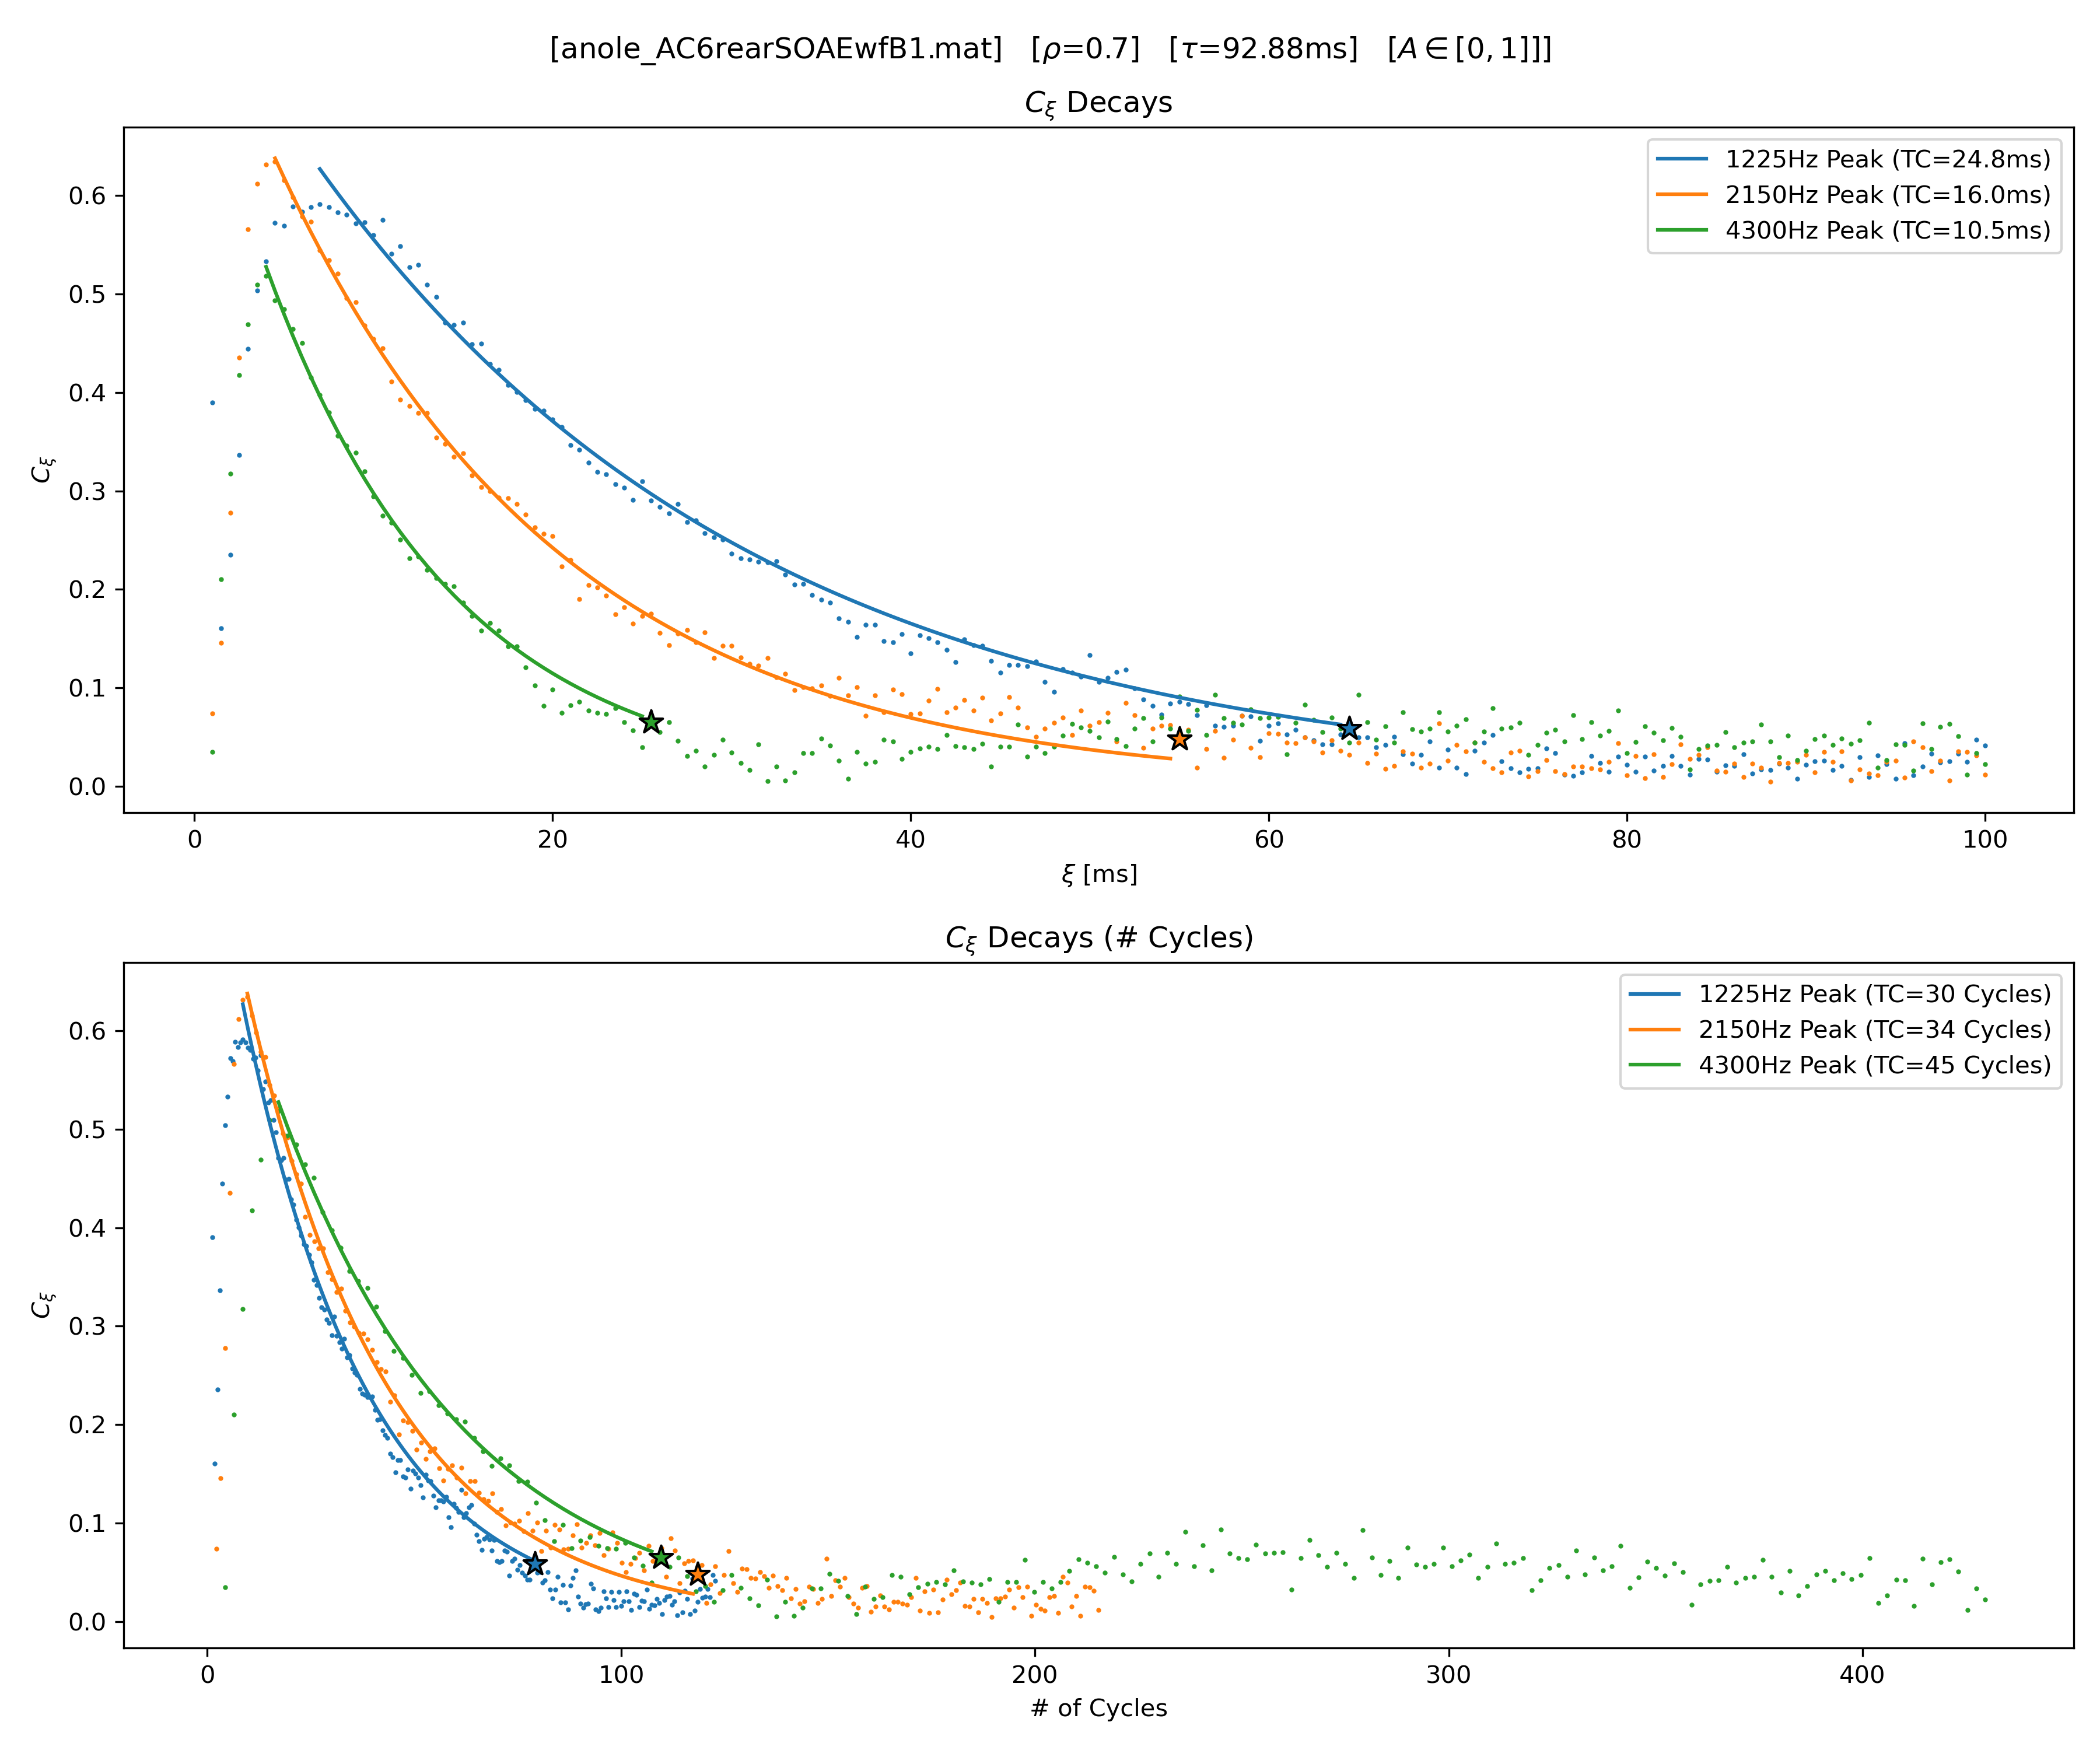 [anole_AC6rearSOAEwfB1.mat] [ρ=0.7] [τ=92.88ms] [A ∈ [0, 1]]]
C_ξ Decays
0.6
0.5
0.4
0.3
0.2
0.1
0.0
C_ξ
1225Hz Peak (TC=24.8ms)
2150Hz Peak (TC=16.0ms)
4300Hz Peak (TC=10.5ms)
0 20 40 60 80 100
ξ [ms]
C_ξ Decays (# Cycles)
0.6
0.5
0.4
0.3
0.2
0.1
0.0
C_ξ
1225Hz Peak (TC=30 Cycles)
2150Hz Peak (TC=34 Cycles)
4300Hz Peak (TC=45 Cycles)
0 100 200 300 400
# of Cycles